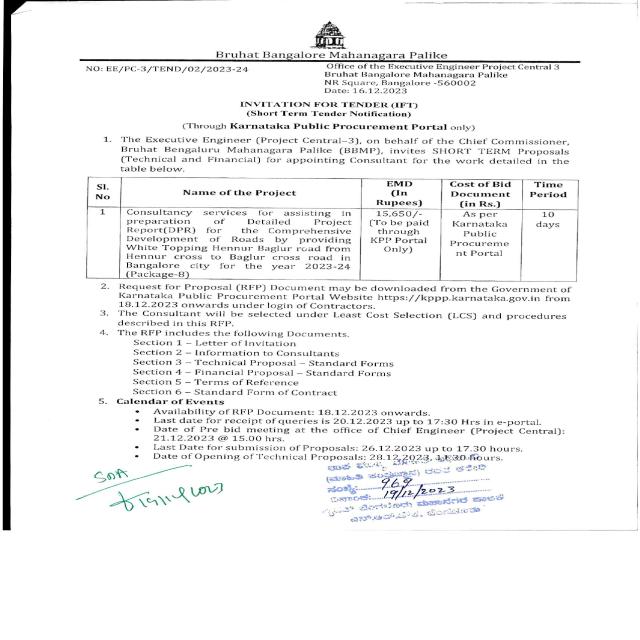 Bruhat Bangalore Mahanagara Palike
NO: EE/PC-3/TEND/02/2023-24
Office of the Executive Engineer Project Central 3
Bruhat Bangalore Mahanagara Palike
NR Square, Bangalore -560002
Date: 16.12.2023
INVITATION FOR TENDER (IFT)
(Short Term Tender Notification)
(Through Karnataka Public Procurement Portal only)
1. The Executive Engineer (Project Central-3), on behalf of the Chief Commissioner,
Bruhat Bengaluru Mahanagara Palike (BBMP), invites SHORT TERM Proposals
(Technical and Financial) for appointing Consultant for the work detailed in the
table below.
Sl. No
Name of the Project
EMD (In Rupees)
Cost of Bid Document (in Rs.)
Time Period
1
Consultancy services for assisting in
preparation of Detailed Project
Report(DPR) for the Comprehensive
Development of Roads by providing
White Topping Hennur Baglur road from
Hennur cross to Baglur cross road in
Bangalore city for the year 2023-24
(Package-8)
15,650/-
(To be paid
through
KPP Portal
Only)
As per
Karnataka
Public
Procureme
nt Portal
10
days
2. Request for Proposal (RFP) Document may be downloaded from the Government of
Karnataka Public Procurement Portal Website https://kppp.karnataka.gov.in from
18.12.2023 onwards under login of Contractors.
3. The Consultant will be selected under Least Cost Selection (LCS) and procedures
described in this RFP.
4. The RFP includes the following Documents.
Section 1 – Letter of Invitation
Section 2 – Information to Consultants
Section 3 – Technical Proposal – Standard Forms
Section 4 – Financial Proposal – Standard Forms
Section 5 – Terms of Reference
Section 6 – Standard Form of Contract
5. Calendar of Events
• Availability of RFP Document: 18.12.2023 onwards.
• Last date for receipt of queries is 20.12.2023 up to 17:30 Hrs in e-portal.
• Date of Pre bid meeting at the office of Chief Engineer (Project Central):
21.12.2023 @ 15.00 hrs.
• Last Date for submission of Proposals: 26.12.2023 up to 17.30 hours.
• Date of Opening of Technical Proposals: 28.12.2023, 11:30 hours.
SDA
969
19/12/2023